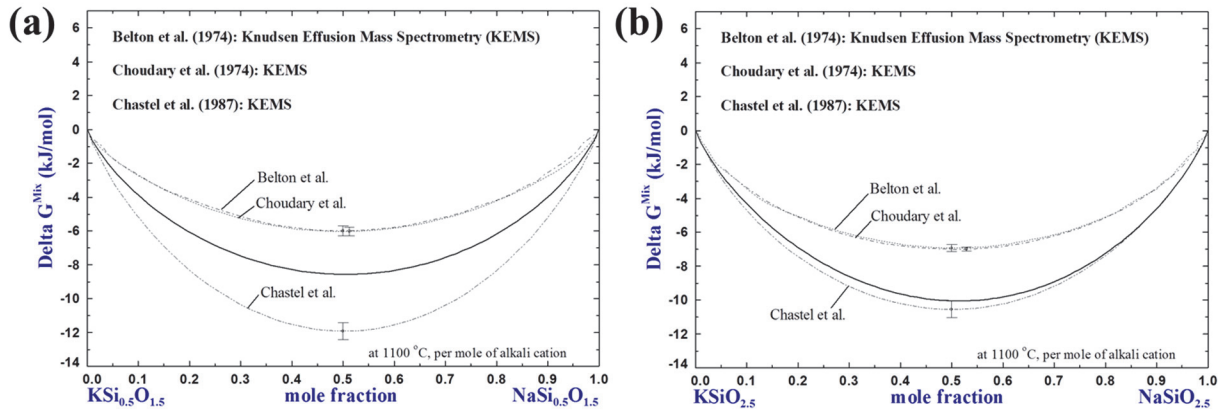 (a)
Belton et al. (1974): Knudsen Effusion Mass Spectrometry (KEMS)
Choudary et al. (1974): KEMS
Chastel et al. (1987): KEMS
Delta G^Mix (kJ/mol)
6
4
2
0
-2
-4
-6
-8
-10
-12
-14
Belton et al.
Choudary et al.
Chastel et al.
at 1100 °C, per mole of alkali cation
0.0 0.1 0.2 0.3 0.4 0.5 0.6 0.7 0.8 0.9 1.0
KSi0.5O1.5 mole fraction NaSi0.5O1.5
(b)
Belton et al. (1974): Knudsen Effusion Mass Spectrometry (KEMS)
Choudary et al. (1974): KEMS
Chastel et al. (1987): KEMS
Delta G^Mix (kJ/mol)
6
4
2
0
-2
-4
-6
-8
-10
-12
-14
Belton et al.
Choudary et al.
Chastel et al.
at 1100 °C, per mole of alkali cation
0.0 0.1 0.2 0.3 0.4 0.5 0.6 0.7 0.8 0.9 1.0
KSiO2.5 mole fraction NaSiO2.5